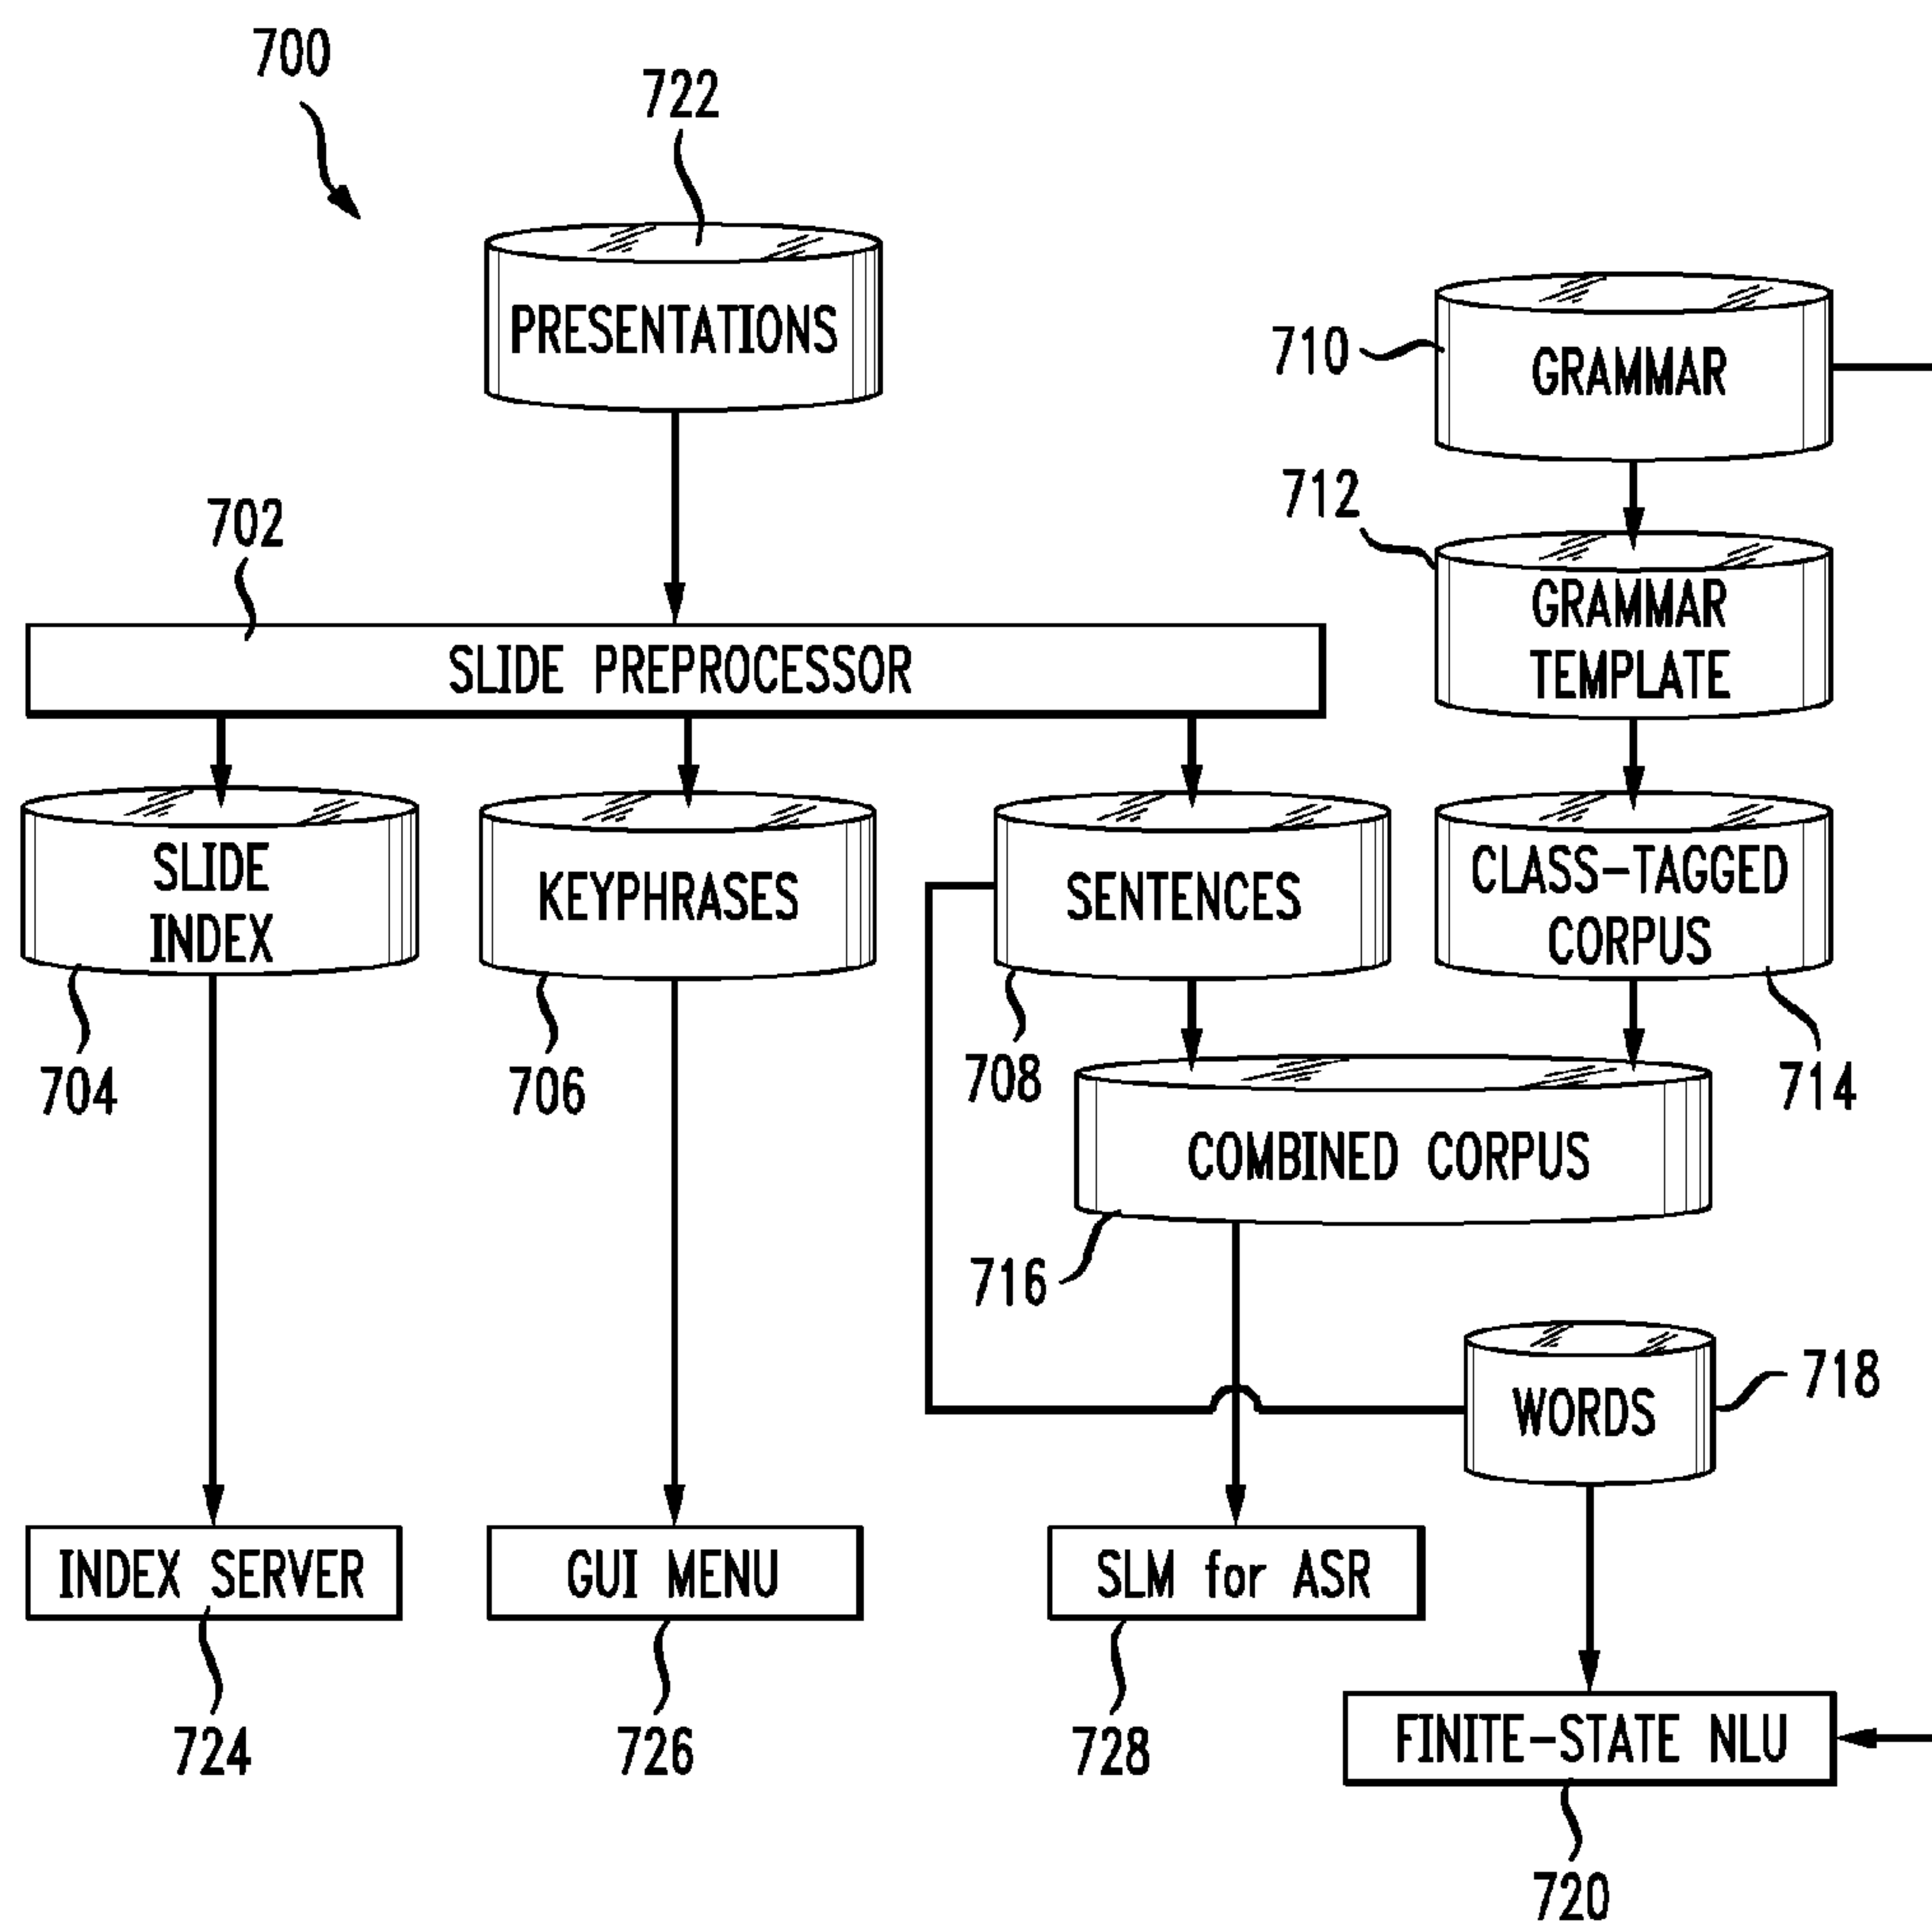 700
722
PRESENTATIONS
710
GRAMMAR
712
702
GRAMMAR
TEMPLATE
SLIDE PREPROCESSOR
SLIDE
INDEX
KEYPHRASES
SENTENCES
CLASS-TAGGED
CORPUS
704
706
708
714
COMBINED CORPUS
716
WORDS
718
INDEX SERVER
GUI MENU
SLM for ASR
724
726
728
FINITE-STATE NLU
720